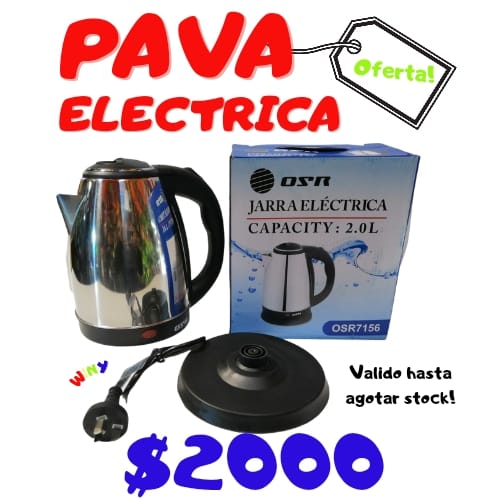 PAVA
Oferta!
ELECTRICA
OSR
JARRA ELÉCTRICA
CAPACITY: 2.0L
OSR7156
WNY
Valido hasta
agotar stock!
$2000